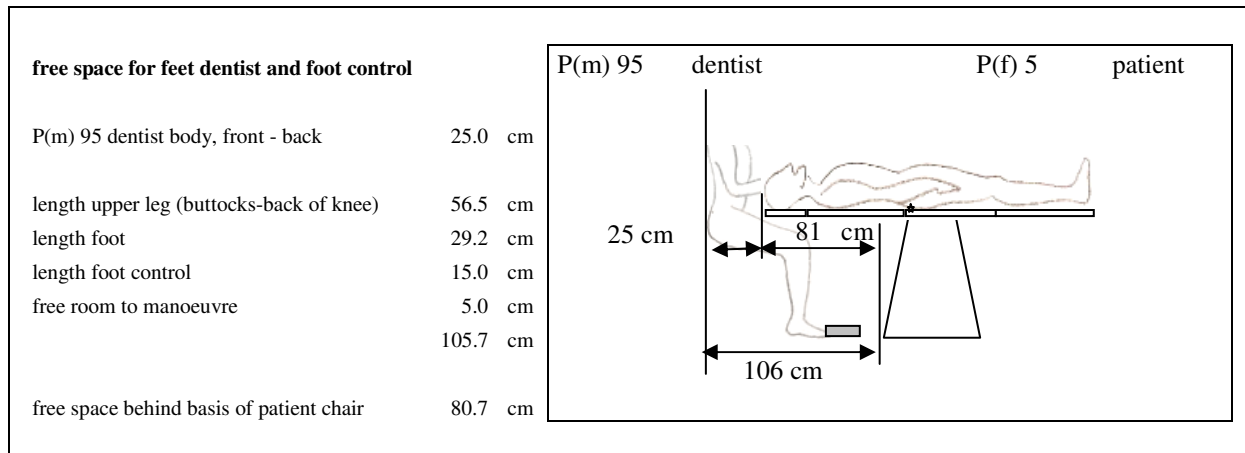 free space for feet dentist and foot control
P(m) 95 dentist body, front - back 25.0 cm
length upper leg (buttocks-back of knee) 56.5 cm
length foot 29.2 cm
length foot control 15.0 cm
free room to manoeuvre 5.0 cm
105.7 cm
free space behind basis of patient chair 80.7 cm
P(m) 95 dentist P(f) 5 patient
25 cm 81 cm
106 cm